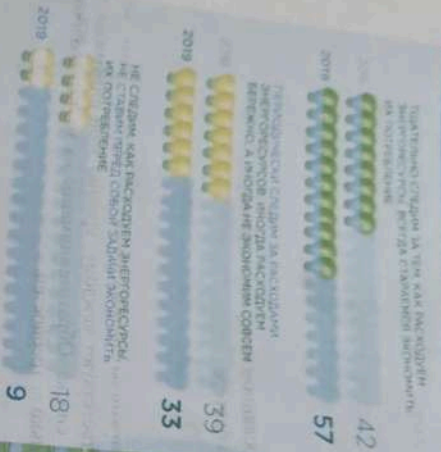 ТЩАТЕЛЬНО СЛЕДИМ ЗА ТЕМ, КАК РАСХОДУЕМ
ЭНЕРГОРЕСУРСЫ, ВСЕГДА СТАРАЕМСЯ ЭКОНОМИТЬ
ИХ ПОТРЕБЛЕНИЕ
42
2019
57
ПЕРИОДИЧЕСКИ СЛЕДИМ ЗА РАСХОДАМИ
ЭНЕРГОРЕСУРСОВ, ИНОГДА РАСХОДУЕМ
БЕРЕЖНО, А ИНОГДА НЕ ЭКОНОМИМ СОВСЕМ
39
2019
33
НЕ СЛЕДИМ, КАК РАСХОДУЕМ ЭНЕРГОРЕСУРСЫ,
НЕ СТАВИМ ПЕРЕД СОБОЙ ЗАДАЧИ ЭКОНОМИТЬ
ИХ ПОТРЕБЛЕНИЕ
18
2019
9